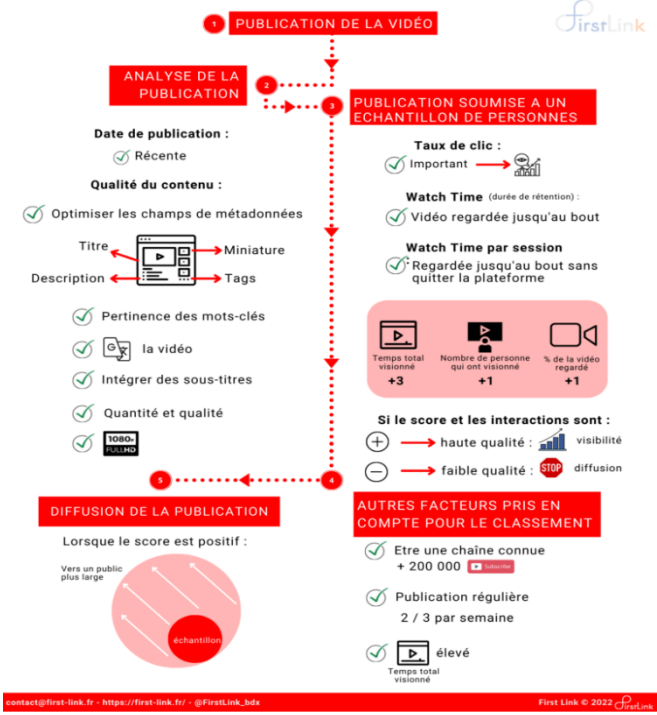 FirstLink
1 PUBLICATION DE LA VIDÉO
ANALYSE DE LA
PUBLICATION
2
3
PUBLICATION SOUMISE A UN
ECHANTILLON DE PERSONNES
Date de publication :
Récente
Qualité du contenu :
Optimiser les champs de métadonnées
Titre
Miniature
Description
Tags
Pertinence des mots-clés
G la vidéo
Intégrer des sous-titres
Quantité et qualité
1080p
FULL HD
Taux de clic :
Important
Watch Time (durée de rétention) :
Vidéo regardée jusqu'au bout
Watch Time par session
Regardée jusqu'au bout sans
quitter la plateforme
Temps total
visionné
+3
Nombre de personne
qui ont visionné
+1
% de la vidéo
regardé
+1
Si le score et les interactions sont :
+ haute qualité : visibilité
− faible qualité : STOP diffusion
5
4
DIFFUSION DE LA PUBLICATION
Lorsque le score est positif :
Vers un public
plus large
échantillon
AUTRES FACTEURS PRIS EN
COMPTE POUR LE CLASSEMENT
Etre une chaîne connue
+ 200 000 Subscribe
Publication régulière
2 / 3 par semaine
élevé
Temps total
visionné
contact@first-link.fr - https://first-link.fr/ - @FirstLink_bdx
First Link © 2022 FirstLink